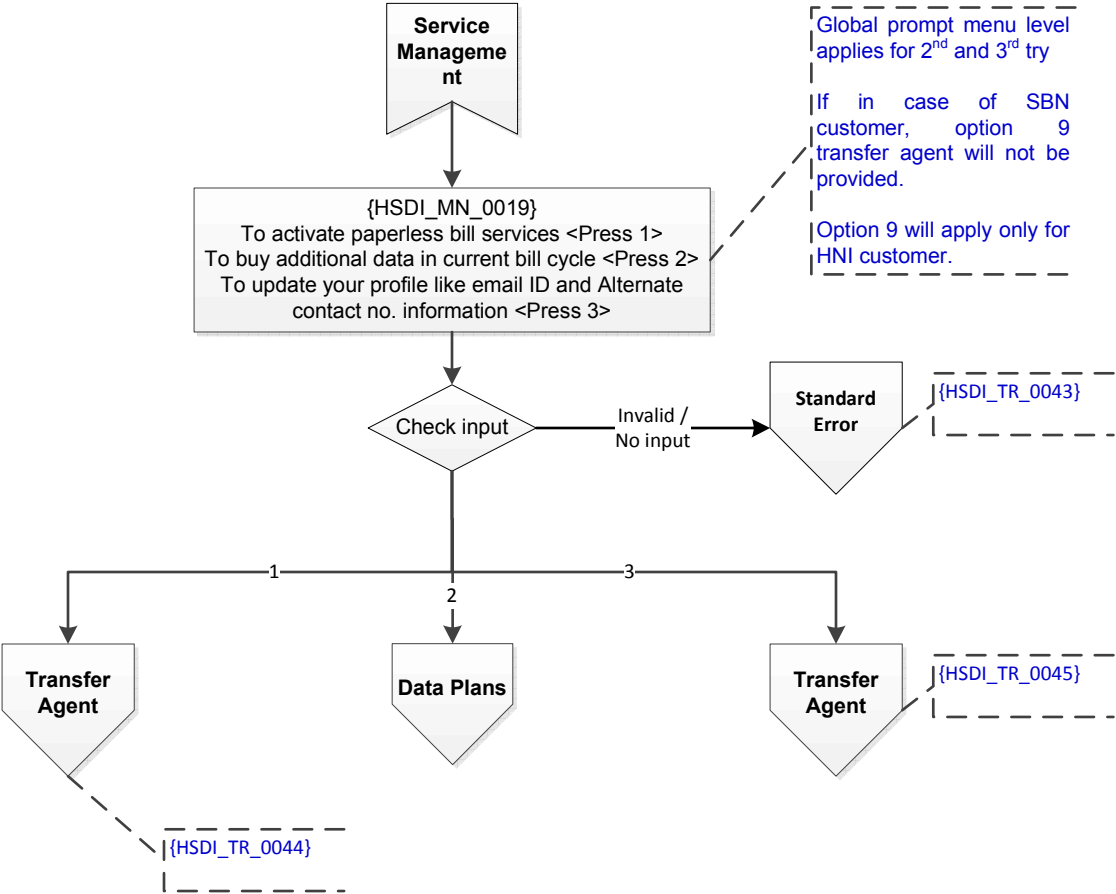 Service
Manageme
nt
Global prompt menu level
applies for 2nd and 3rd try
If in case of SBN
customer, option 9
transfer agent will not be
provided.
Option 9 will apply only for
HNI customer.
{HSDI_MN_0019}
To activate paperless bill services <Press 1>
To buy additional data in current bill cycle <Press 2>
To update your profile like email ID and Alternate
contact no. information <Press 3>
Check input
Invalid /
No input
Standard
Error
{HSDI_TR_0043}
1
2
3
Transfer
Agent
Data Plans
Transfer
Agent
{HSDI_TR_0045}
{HSDI_TR_0044}